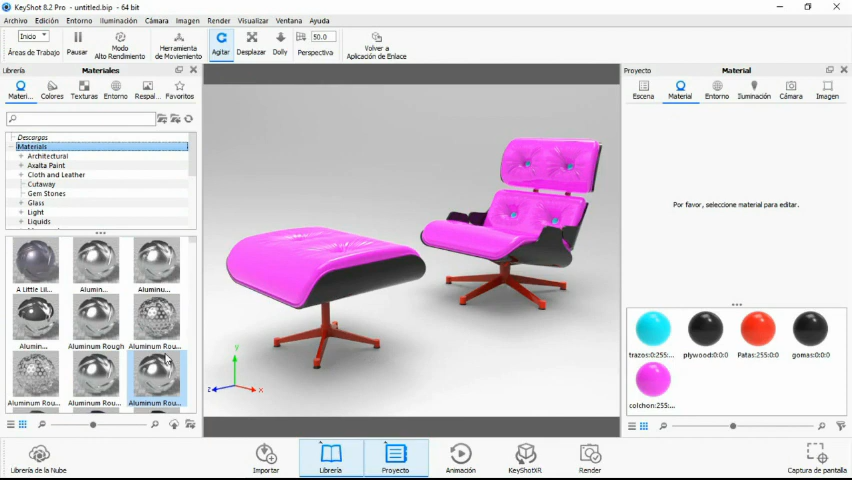 KeyShot 8.2 Pro - untitled.bip - 64 bit
Archivo Edición Entorno Iluminación Cámara Imagen Render Visualizar Ventana Ayuda
Inicio
Áreas de Trabajo
Pausar
Modo
Alto Rendimiento
Herramienta
de Movimiento
Agitar
Desplazar
Dolly
50.0
Perspectiva
Volver a
Aplicación de Enlace
Librería
Materiales
Materi...
Colores
Texturas
Entorno
Respal...
Favoritos
Descargas
Materials
Architectural
Axalta Paint
Cloth and Leather
Cutaway
Gem Stones
Glass
Light
Liquids
A Little Lil...
Alumin...
Aluminu...
Alumin...
Aluminum Rough
Aluminum Rou...
Aluminum Rou...
Aluminum Rou...
Aluminum Rou...
y
z
x
Proyecto
Material
Escena
Material
Entorno
Iluminación
Cámara
Imagen
Por favor, seleccione material para editar.
trazos:0:255:...
plywood:0:0:0
Patas:255:0:0
gomas:0:0:0
colchon:255:...
Librería de la Nube
Importar
Librería
Proyecto
Animación
KeyShotXR
Render
Captura de pantalla